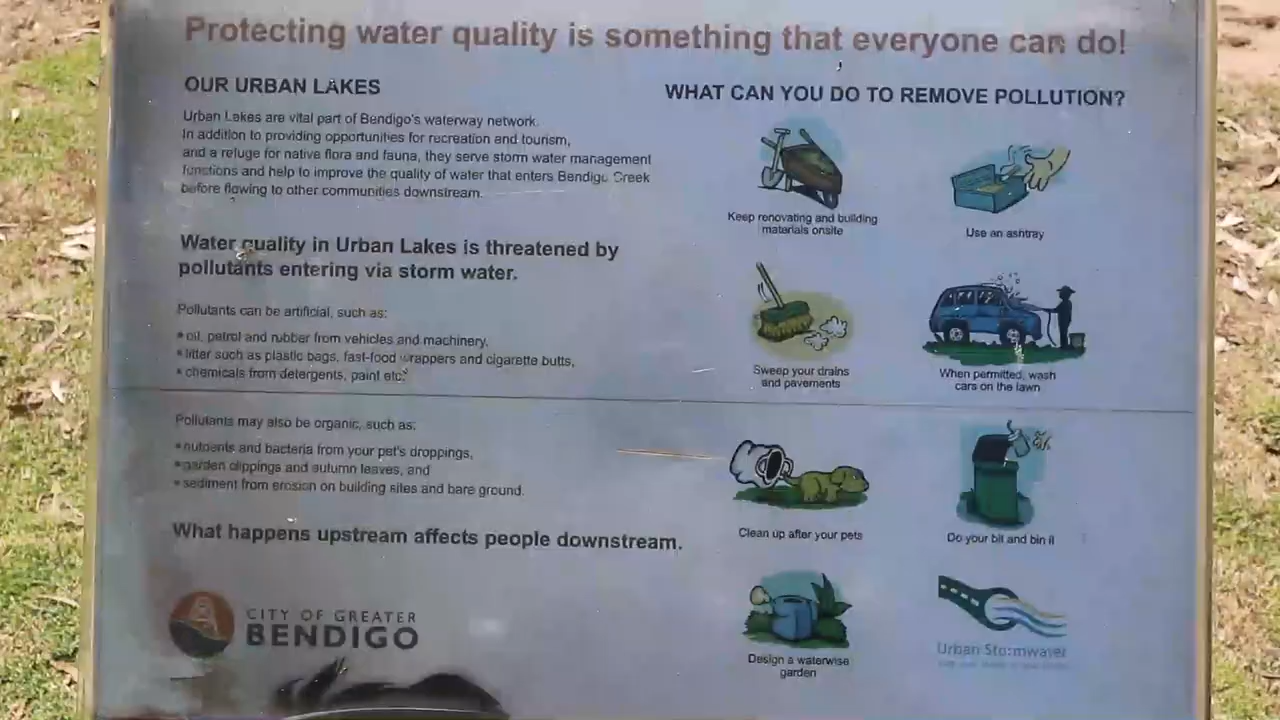 Protecting water quality is something that everyone can do!
OUR URBAN LAKES
Urban Lakes are vital part of Bendigo's waterway network.
In addition to providing opportunities for recreation and tourism,
and a refuge for native flora and fauna, they serve storm water management
functions and help to improve the quality of water that enters Bendigo Creek
before flowing to other communities downstream.
Water quality in Urban Lakes is threatened by
pollutants entering via storm water.
Pollutants can be artificial, such as:
• oil, petrol and rubber from vehicles and machinery,
• litter such as plastic bags, fast-food wrappers and cigarette butts,
• chemicals from detergents, paint etc.
Pollutants may also be organic, such as:
• nutrients and bacteria from your pet's droppings,
• garden clippings and autumn leaves, and
• sediment from erosion on building sites and bare ground.
What happens upstream affects people downstream.
CITY OF GREATER
BENDIGO
WHAT CAN YOU DO TO REMOVE POLLUTION?
Keep renovating and building
materials onsite
Use an ashtray
Sweep your drains
and pavements
When permitted, wash
cars on the lawn
Clean up after your pets
Do your bit and bin it
Design a waterwise
garden
Urban Stormwater